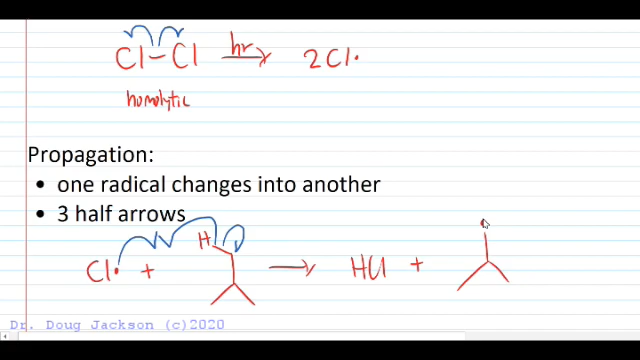 Cl–Cl hν 2Cl•
homolytic
Propagation:
• one radical changes into another
• 3 half arrows
H
Cl• + HCl +
Dr. Doug Jackson (c)2020